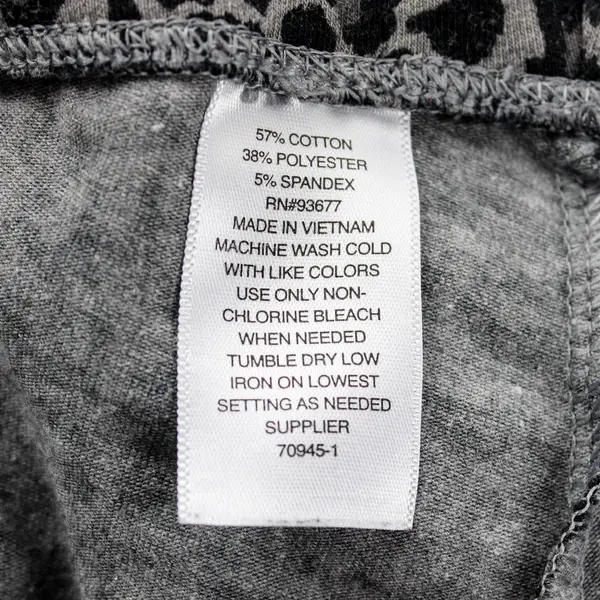 57% COTTON
38% POLYESTER
5% SPANDEX
RN#93677
MADE IN VIETNAM
MACHINE WASH COLD
WITH LIKE COLORS
USE ONLY NON-
CHLORINE BLEACH
WHEN NEEDED
TUMBLE DRY LOW
IRON ON LOWEST
SETTING AS NEEDED
SUPPLIER
70945-1